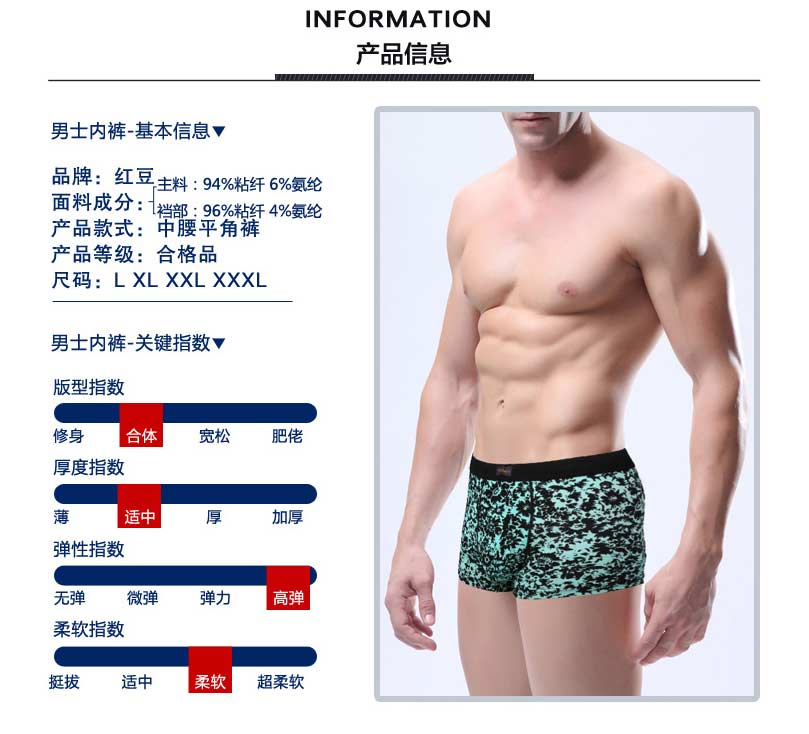 INFORMATION
产品信息
男士内裤-基本信息▼
品牌：红豆
主料：94%粘纤 6%氨纶
面料成分：
裆部：96%粘纤 4%氨纶
产品款式：中腰平角裤
产品等级：合格品
尺码：L XL XXL XXXL
男士内裤-关键指数▼
版型指数
修身 合体 宽松 肥佬
厚度指数
薄 适中 厚 加厚
弹性指数
无弹 微弹 弹力 高弹
柔软指数
挺拔 适中 柔软 超柔软